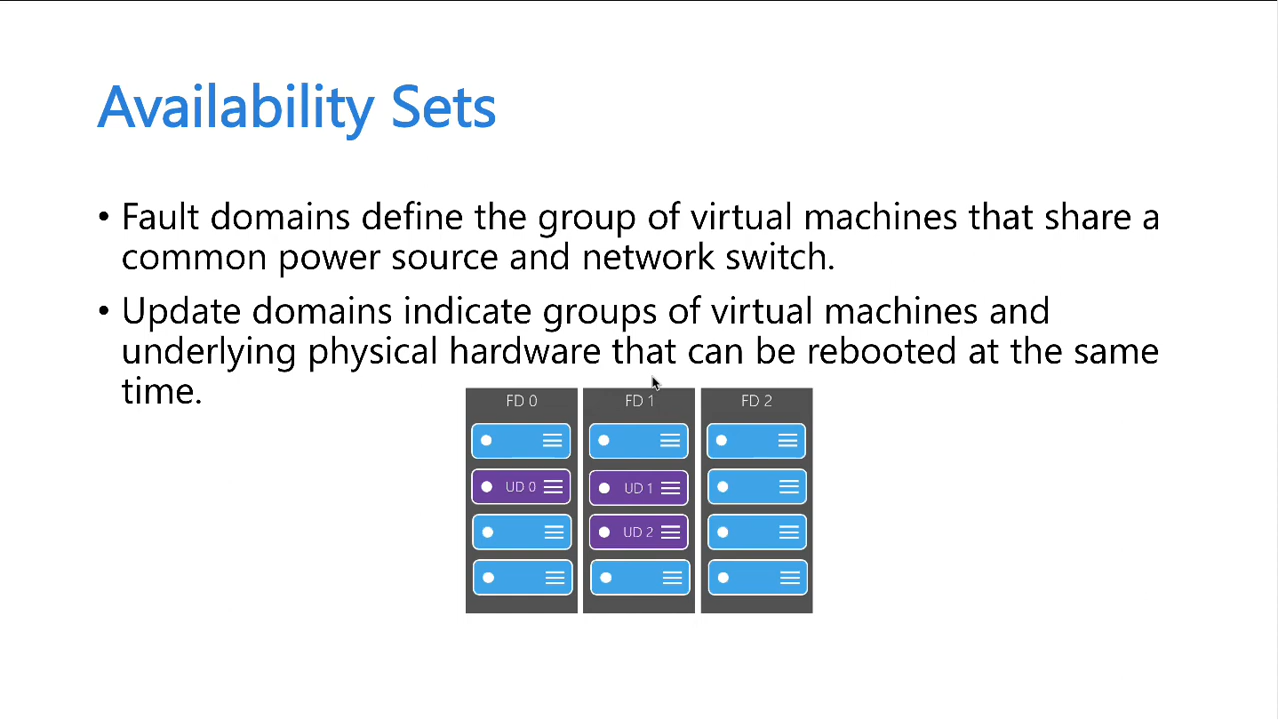 Availability Sets
• Fault domains define the group of virtual machines that share a
common power source and network switch.
• Update domains indicate groups of virtual machines and
underlying physical hardware that can be rebooted at the same
time.
FD 0
FD 1
FD 2
UD 0
UD 1
UD 2